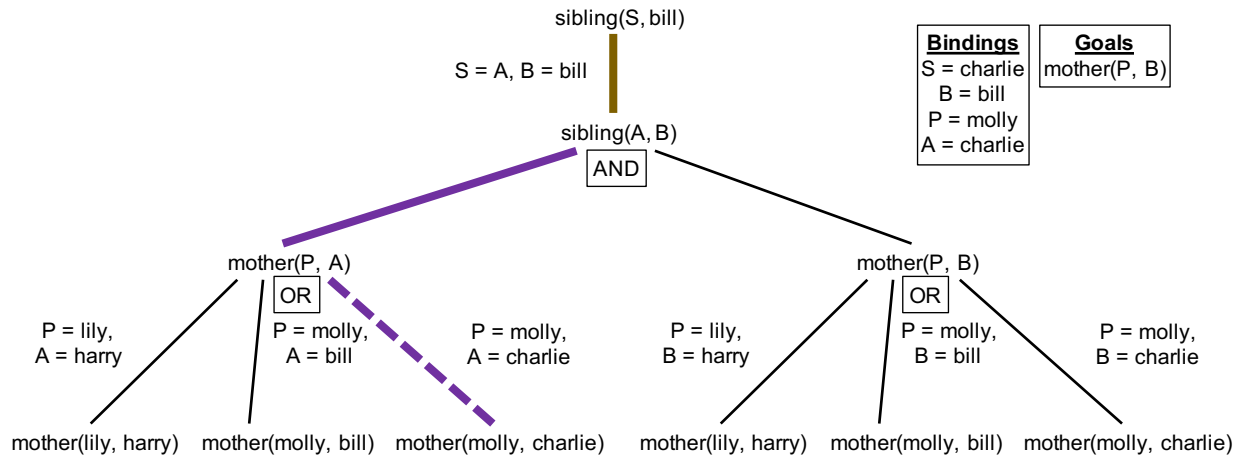 sibling(S, bill)
S = A, B = bill
Bindings
S = charlie
B = bill
P = molly
A = charlie
Goals
mother(P, B)
sibling(A, B)
AND
mother(P, A)
OR
mother(P, B)
OR
P = lily,
A = harry
P = molly,
A = bill
P = molly,
A = charlie
P = lily,
B = harry
P = molly,
B = bill
P = molly,
B = charlie
mother(lily, harry)
mother(molly, bill)
mother(molly, charlie)
mother(lily, harry)
mother(molly, bill)
mother(molly, charlie)